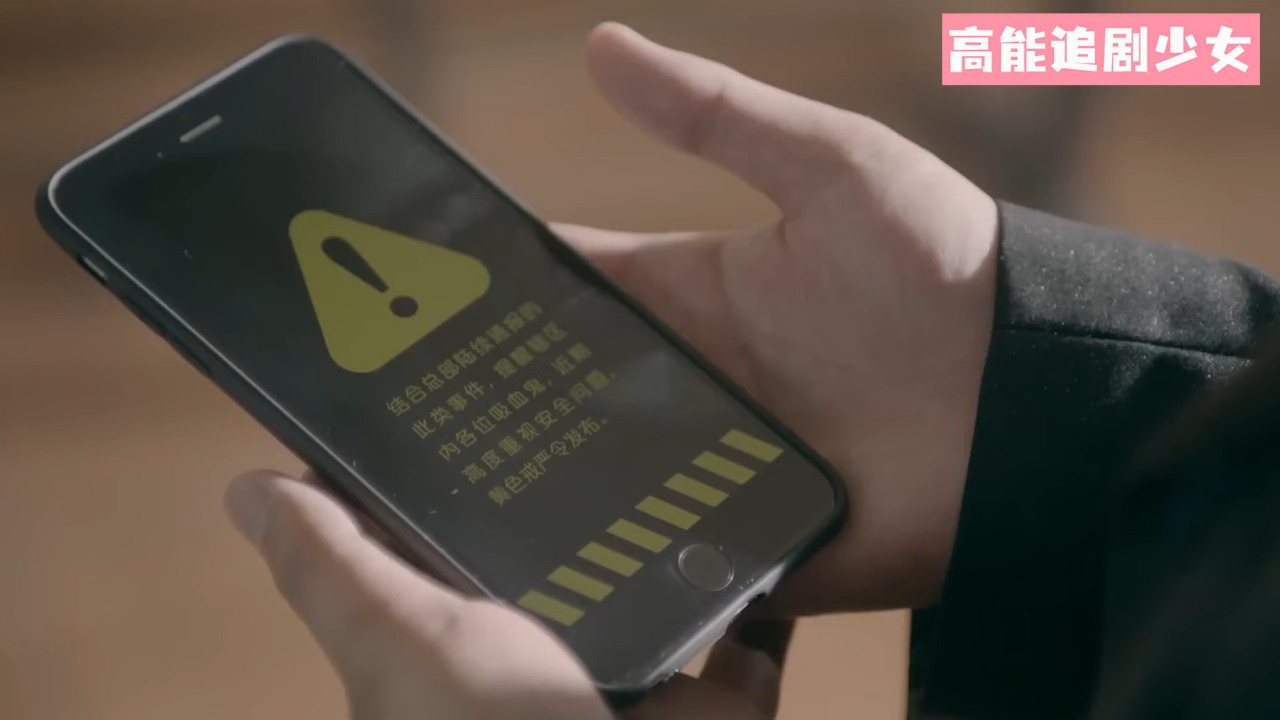 高能追剧少女
结合总部陆续通报的
此类事件，提醒辖区
内各位吸血鬼，近期
高度重视安全问题，
黄色戒严令发布。